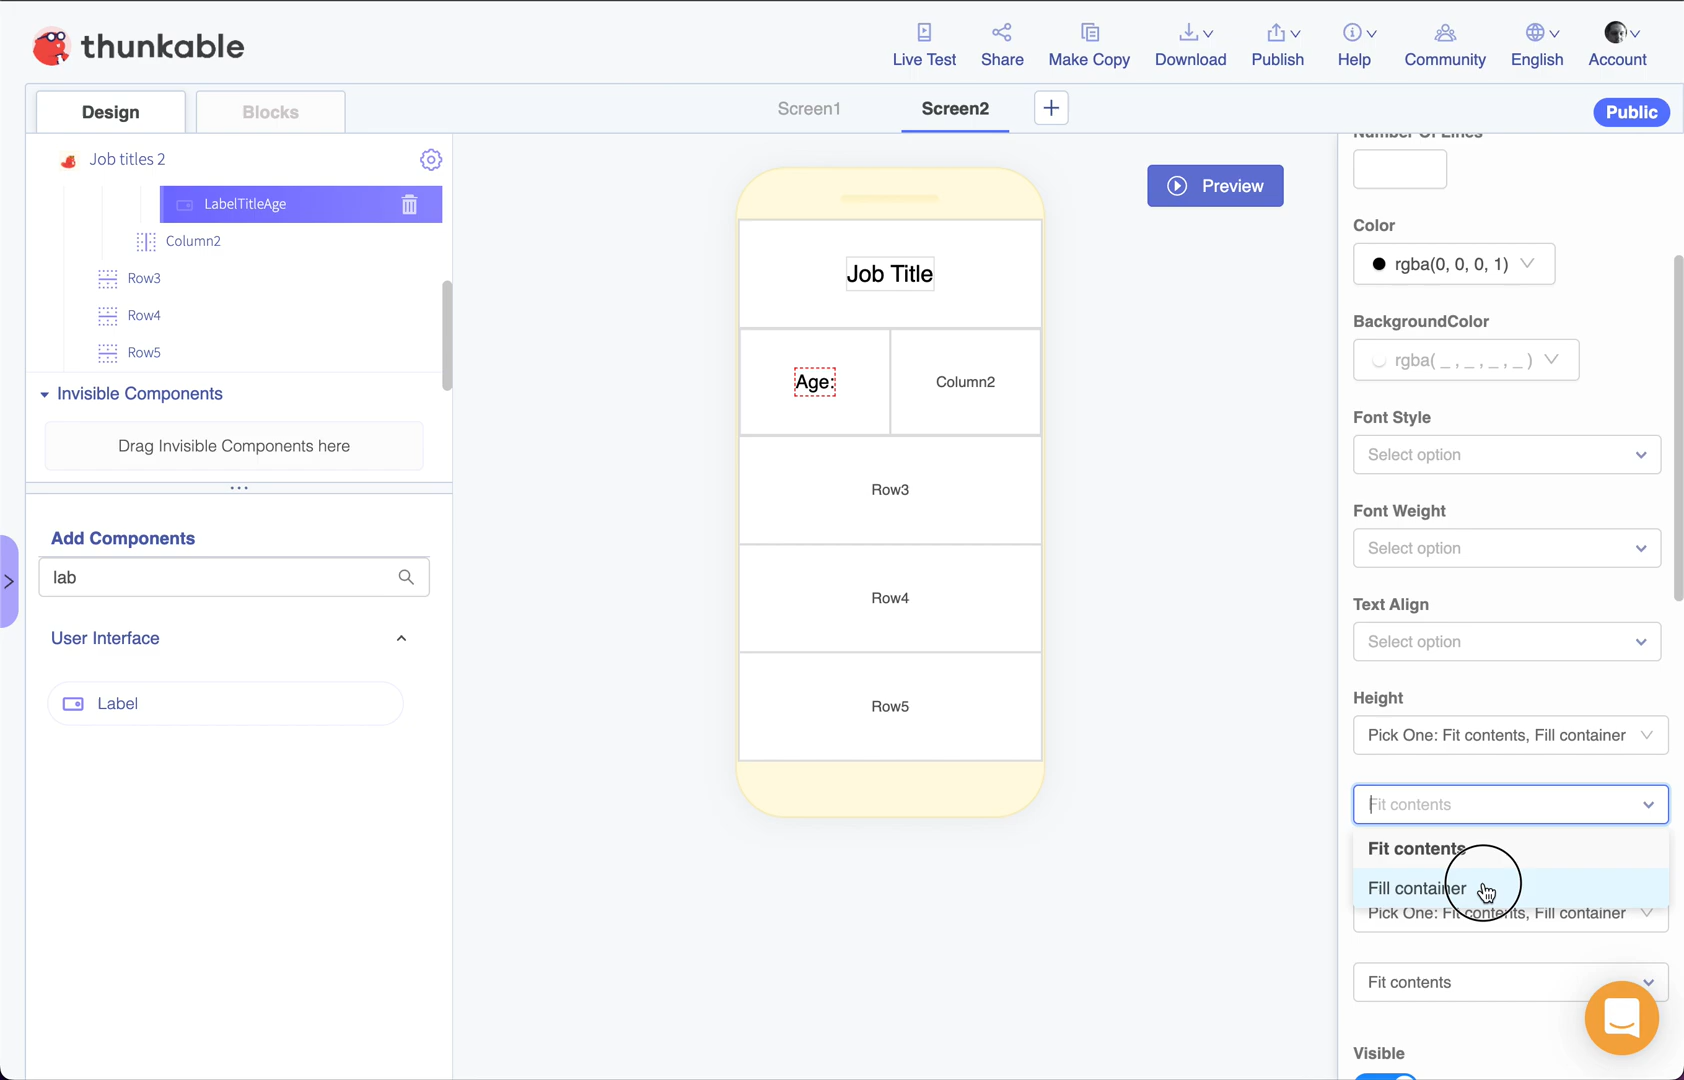 thunkable
Live Test
Share
Make Copy
Download
Publish
Help
Community
English
Account
Design
Blocks
Screen1
Screen2
+
Public
Job titles 2
LabelTitleAge
Column2
Row3
Row4
Row5
Invisible Components
Drag Invisible Components here
Add Components
lab
User Interface
Label
Preview
Job Title
Age:
Column2
Row3
Row4
Row5
Number Of Lines
Color
rgba(0, 0, 0, 1)
BackgroundColor
rgba( _ , _ , _ , _ )
Font Style
Select option
Font Weight
Select option
Text Align
Select option
Height
Pick One: Fit contents, Fill container
Fit contents
Fit contents
Fill container
Pick One: Fit contents, Fill container
Fit contents
Visible